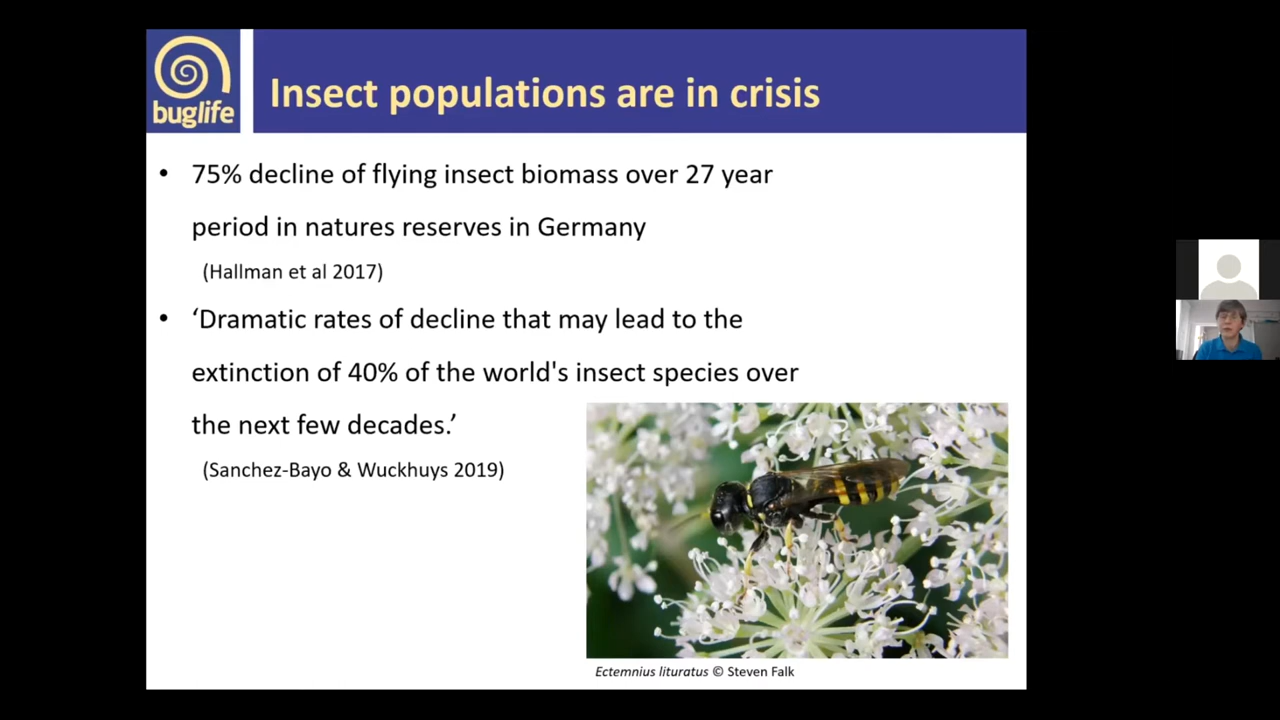 buglife
Insect populations are in crisis
• 75% decline of flying insect biomass over 27 year
period in natures reserves in Germany
(Hallman et al 2017)
• ‘Dramatic rates of decline that may lead to the
extinction of 40% of the world's insect species over
the next few decades.’
(Sanchez-Bayo & Wuckhuys 2019)
Ectemnius lituratus © Steven Falk